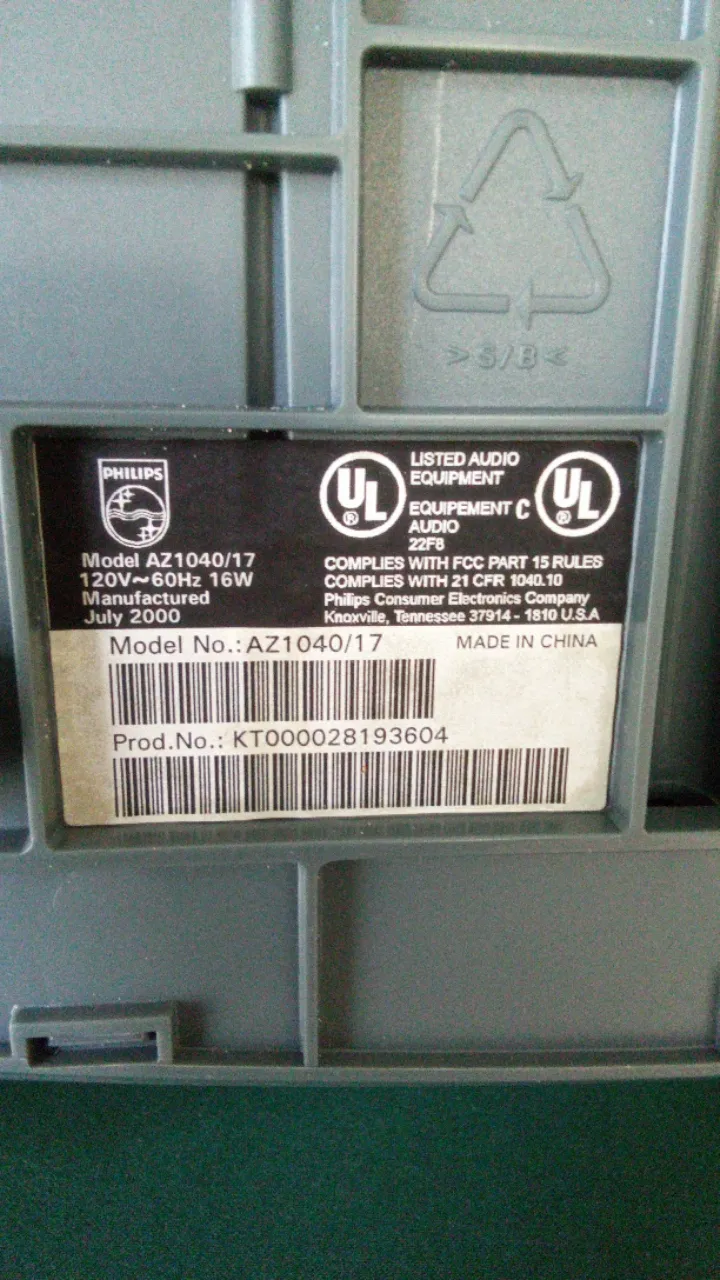 >S/B<
PHILIPS
Model AZ1040/17
120V~60Hz 16W
Manufactured
July 2000
UL
®
LISTED AUDIO
EQUIPMENT
EQUIPEMENT
AUDIO
22F8
C
UL
®
COMPLIES WITH FCC PART 15 RULES
COMPLIES WITH 21 CFR 1040.10
Philips Consumer Electronics Company
Knoxville, Tennessee 37914 - 1810 U.S.A
Model No.: AZ1040/17
MADE IN CHINA
Prod.No.: KT000028193604